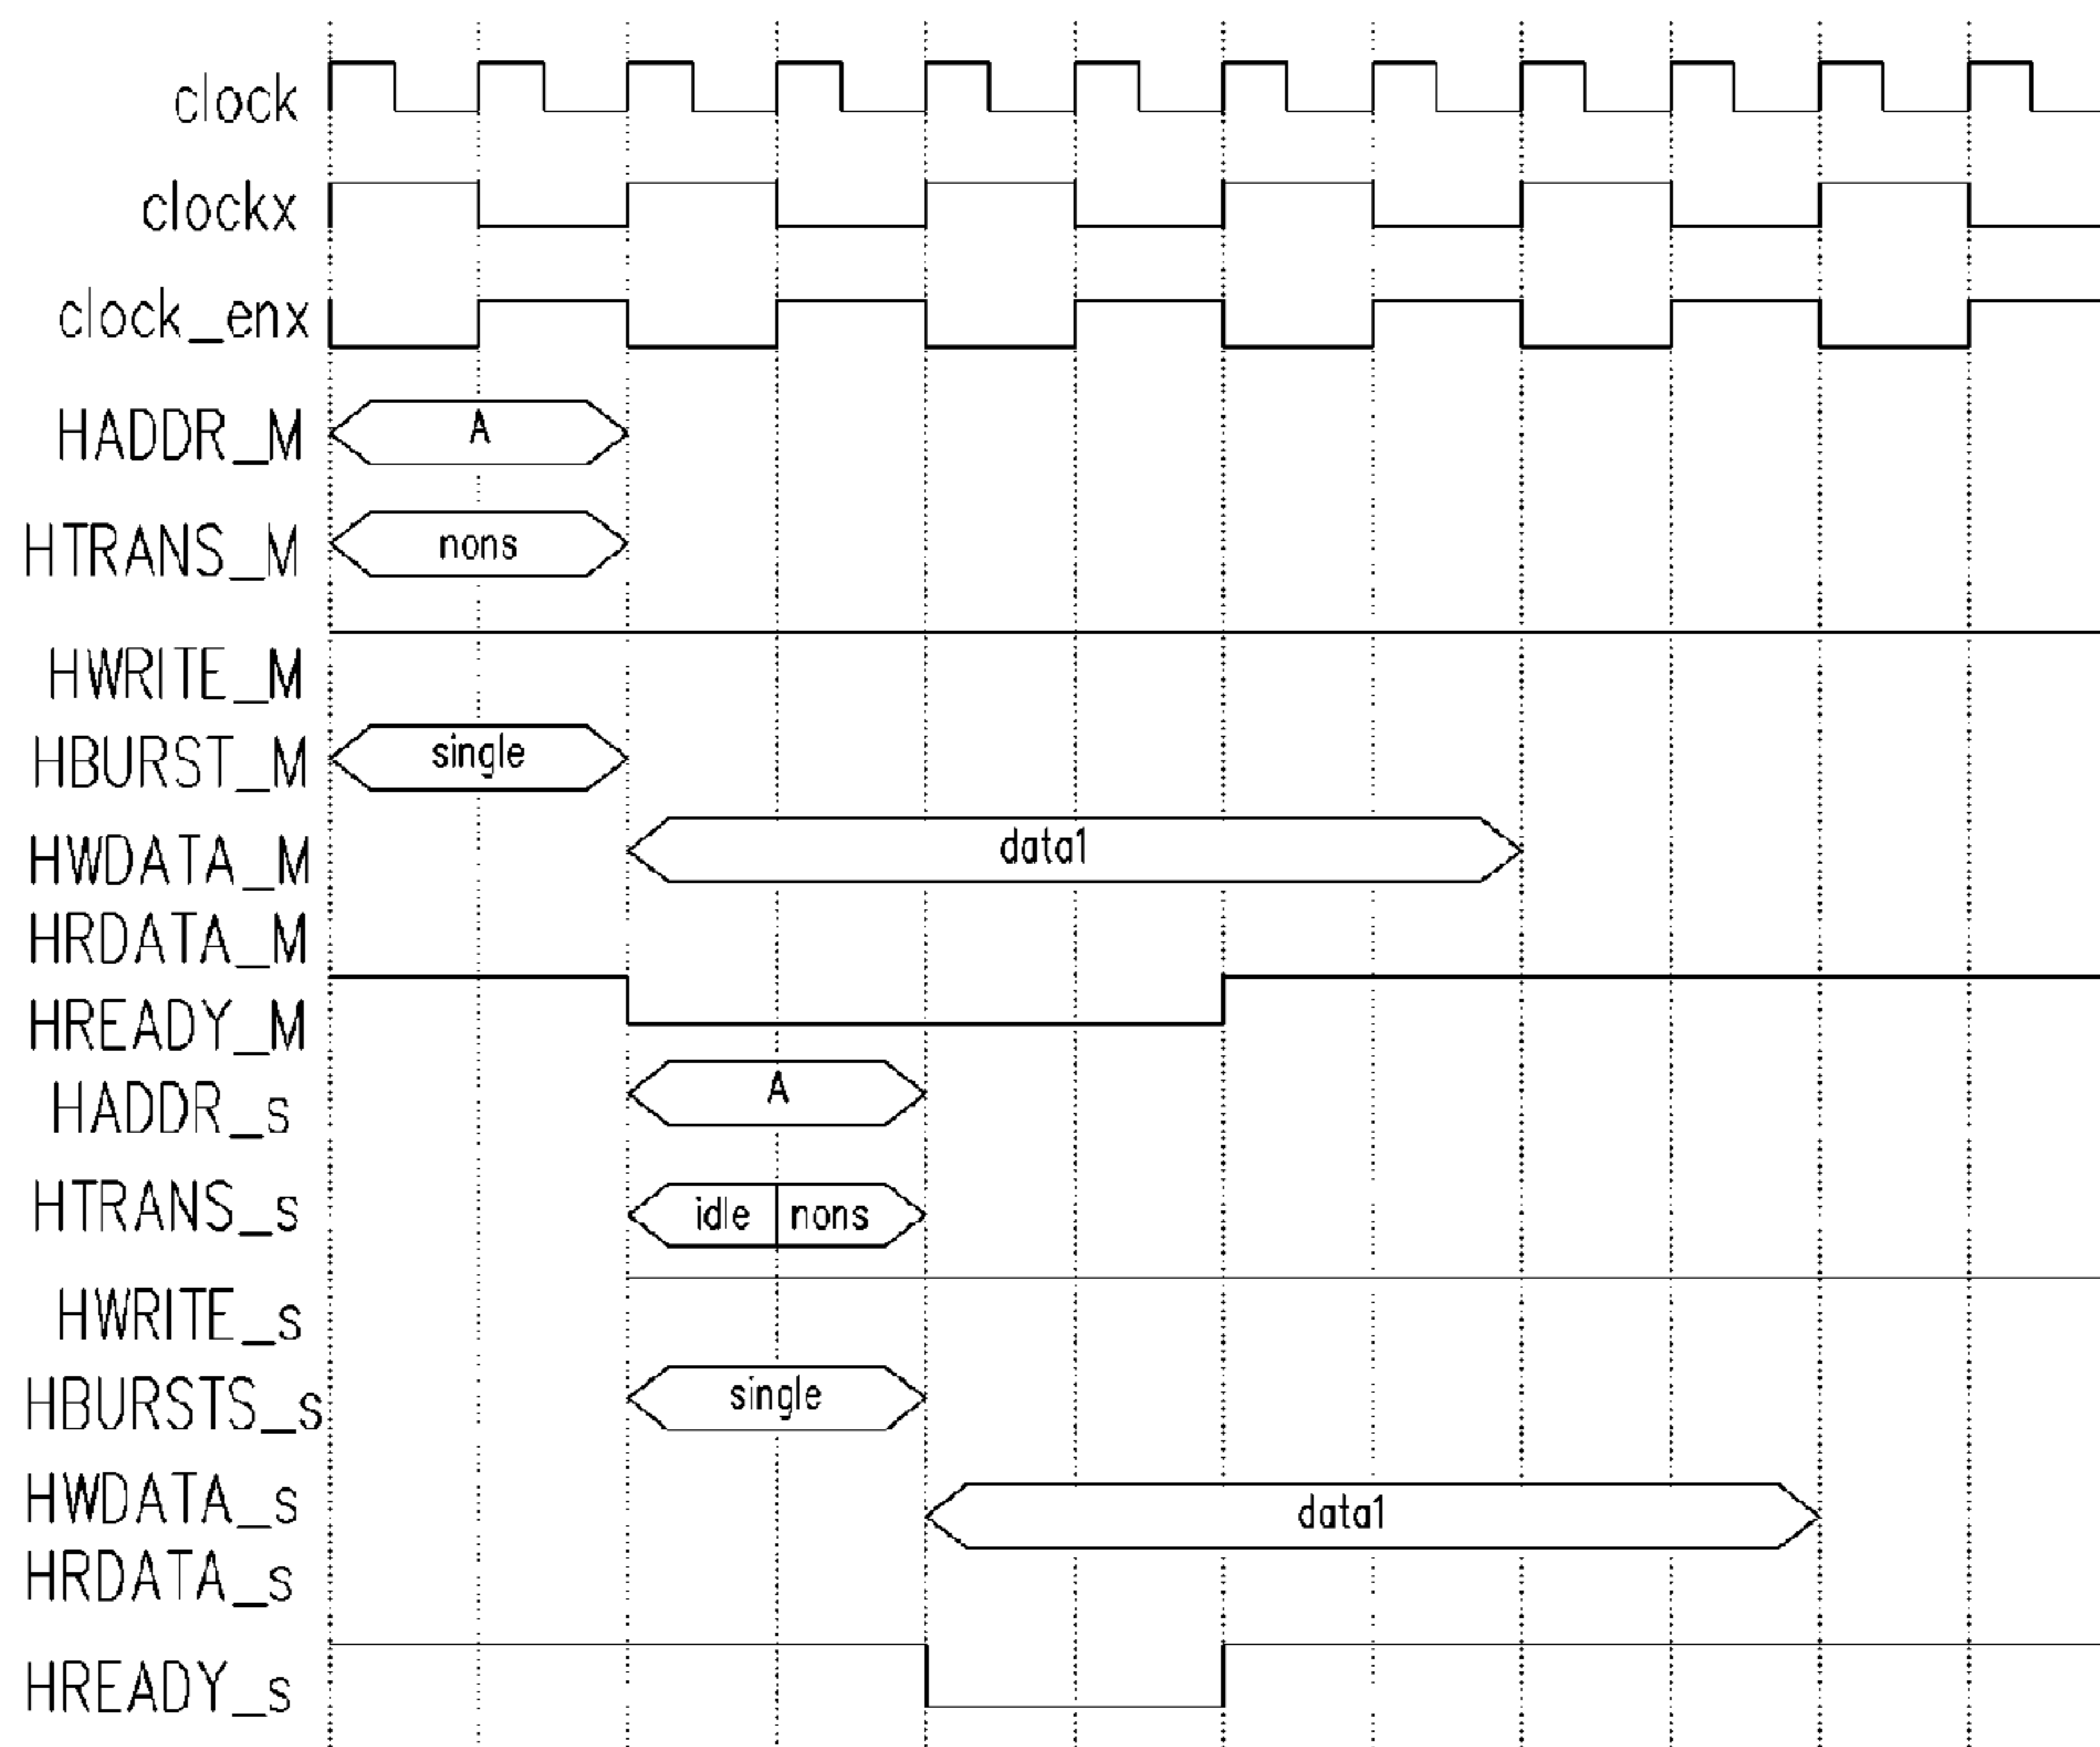 clock
clockx
clock_enx
HADDR_M A
HTRANS_M nons
HWRITE_M
HBURST_M single
HWDATA_M data1
HRDATA_M
HREADY_M
HADDR_s A
HTRANS_s idle nons
HWRITE_s
HBURSTS_s single
HWDATA_s data1
HRDATA_s
HREADY_s